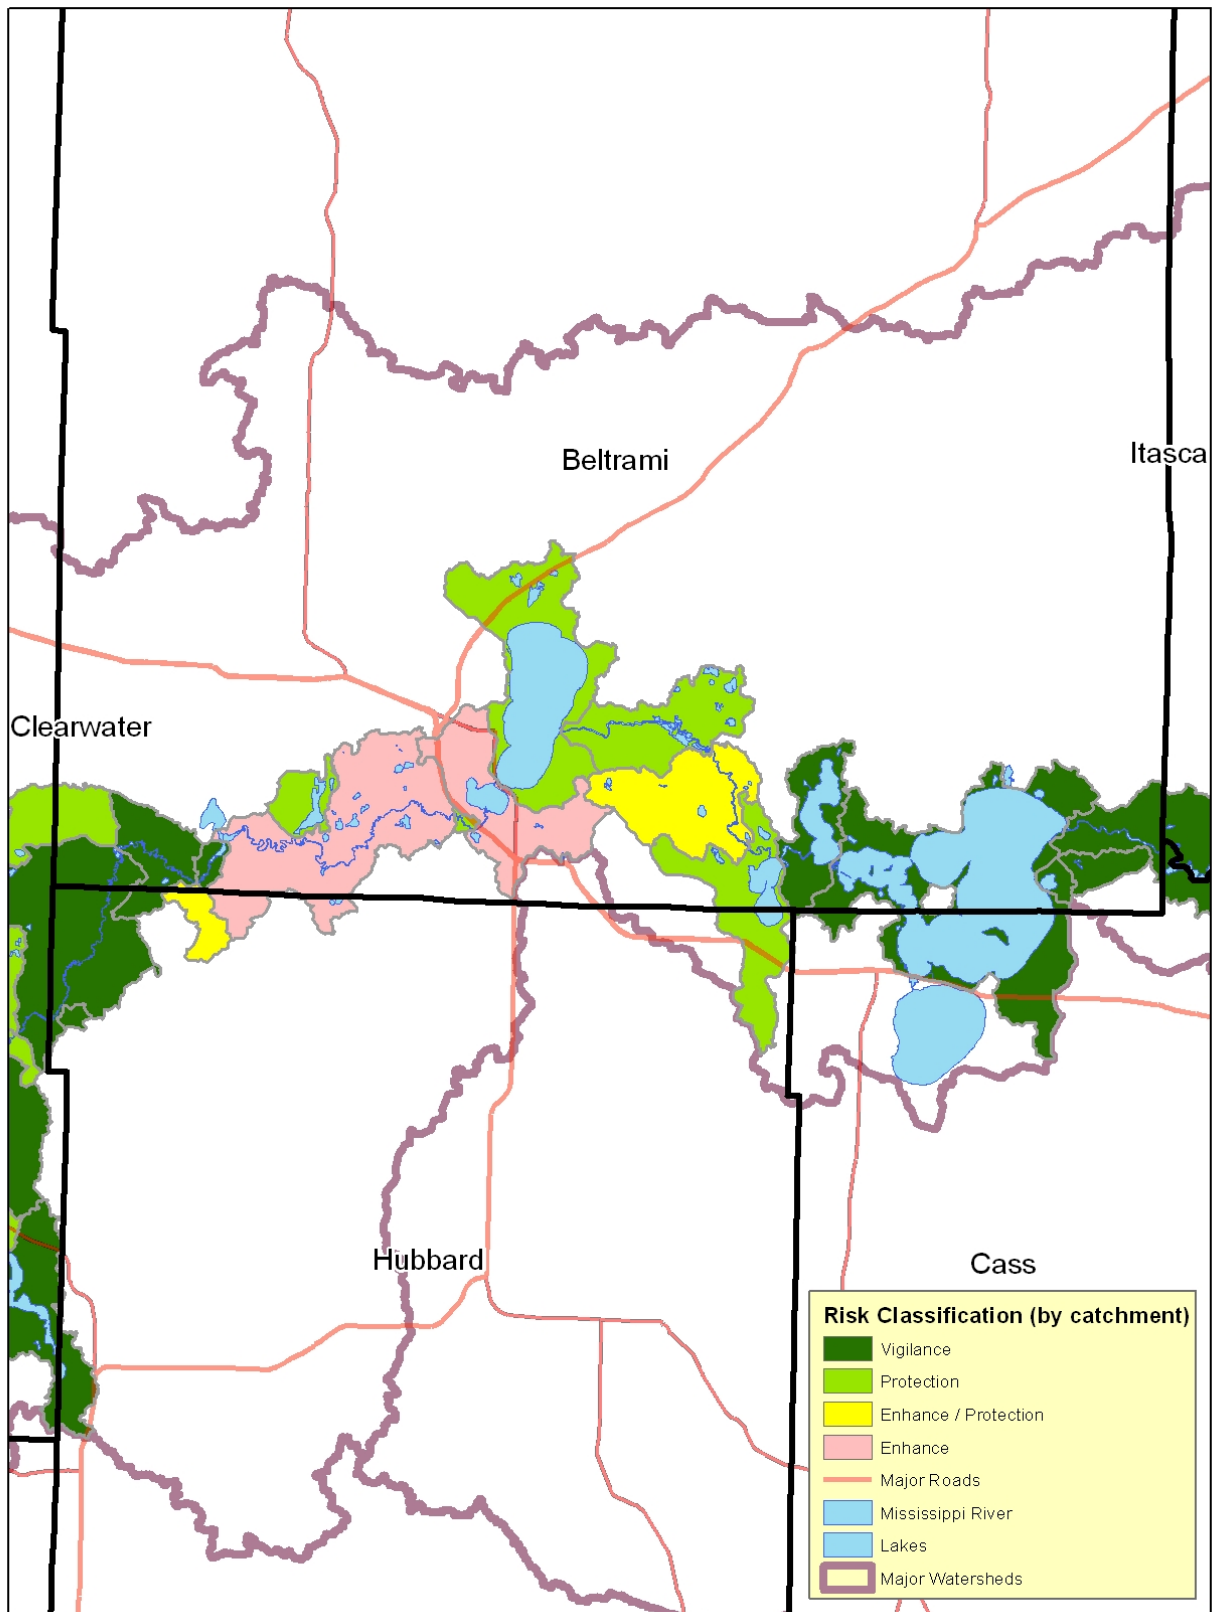 Beltrami
Itasca
Clearwater
Hubbard
Cass
Risk Classification (by catchment)
Vigilance
Protection
Enhance / Protection
Enhance
Major Roads
Mississippi River
Lakes
Major Watersheds